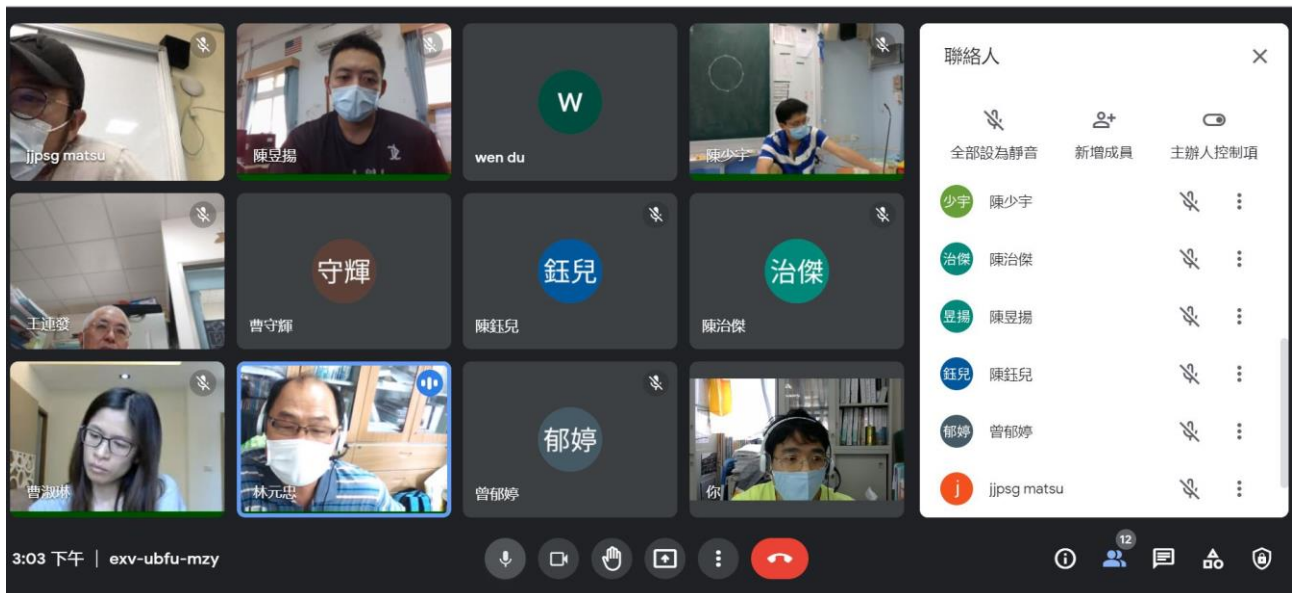 jjpsg matsu
陳昱揚
W
wen du
陳少宇
王連發
守輝
曹守輝
鈺兒
陳鈺兒
治傑
陳治傑
曹淑琳
林元忠
郁婷
曾郁婷
你
聯絡人
全部設為靜音
新增成員
主辦人控制項
少宇 陳少宇
治傑 陳治傑
昱揚 陳昱揚
鈺兒 陳鈺兒
郁婷 曾郁婷
j jjpsg matsu
3:03 下午 | exv-ubfu-mzy
12